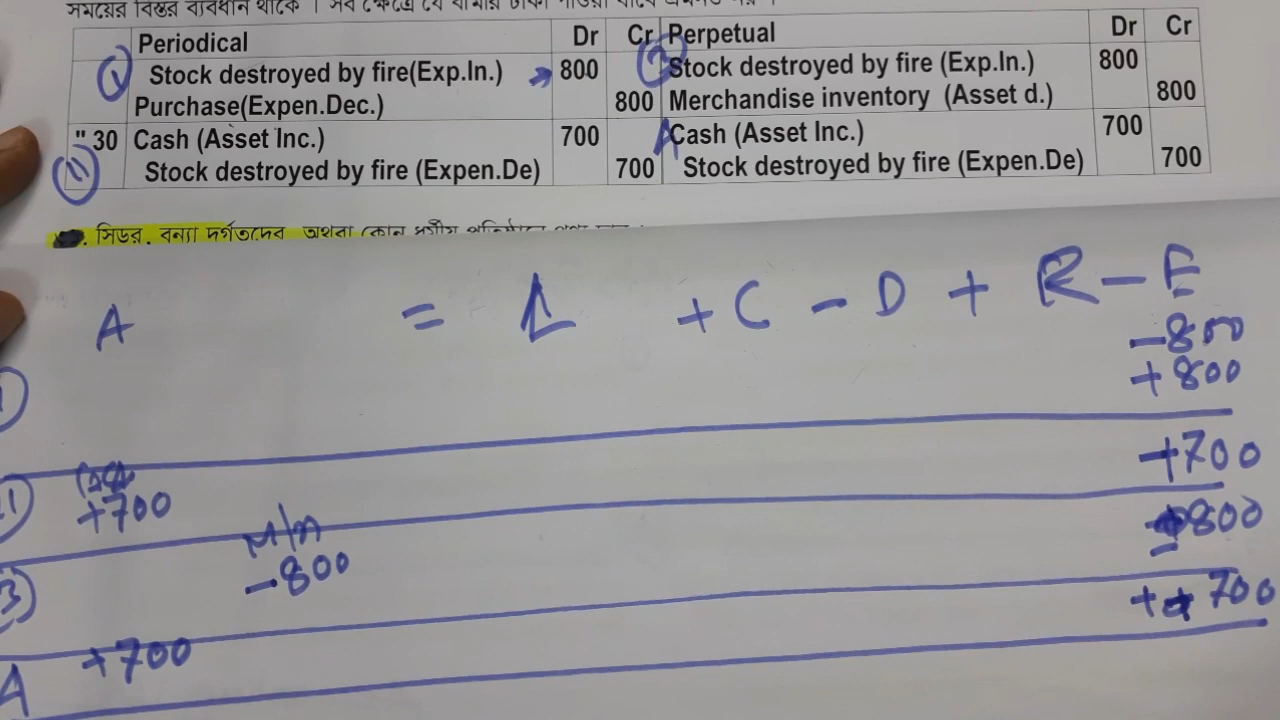 Periodical Dr Cr Perpetual Dr Cr
Stock destroyed by fire(Exp.In.) 800 Stock destroyed by fire (Exp.In.) 800
Purchase(Expen.Dec.) 800 Merchandise inventory (Asset d.) 800
" 30 Cash (Asset Inc.) 700 Cash (Asset Inc.) 700
Stock destroyed by fire (Expen.De) 700 Stock destroyed by fire (Expen.De) 700
সিডর, বন্যা দুর্গতদের অথবা কোন
A = L + C - D + R - E
-800
+800
+700 +700
M/n -800 -800
A +700 ++700